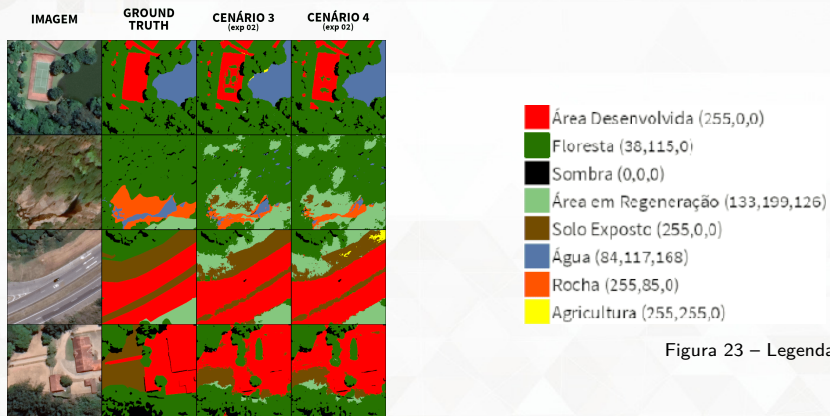 IMAGEM
GROUND
TRUTH
CENÁRIO 3
(exp 02)
CENÁRIO 4
(exp 02)
Área Desenvolvida (255,0,0)
Floresta (38,115,0)
Sombra (0,0,0)
Área em Regeneração (133,199,126)
Solo Exposto (255,0,0)
Água (84,117,168)
Rocha (255,85,0)
Agricultura (255,255,0)
Figura 23 – Legenda